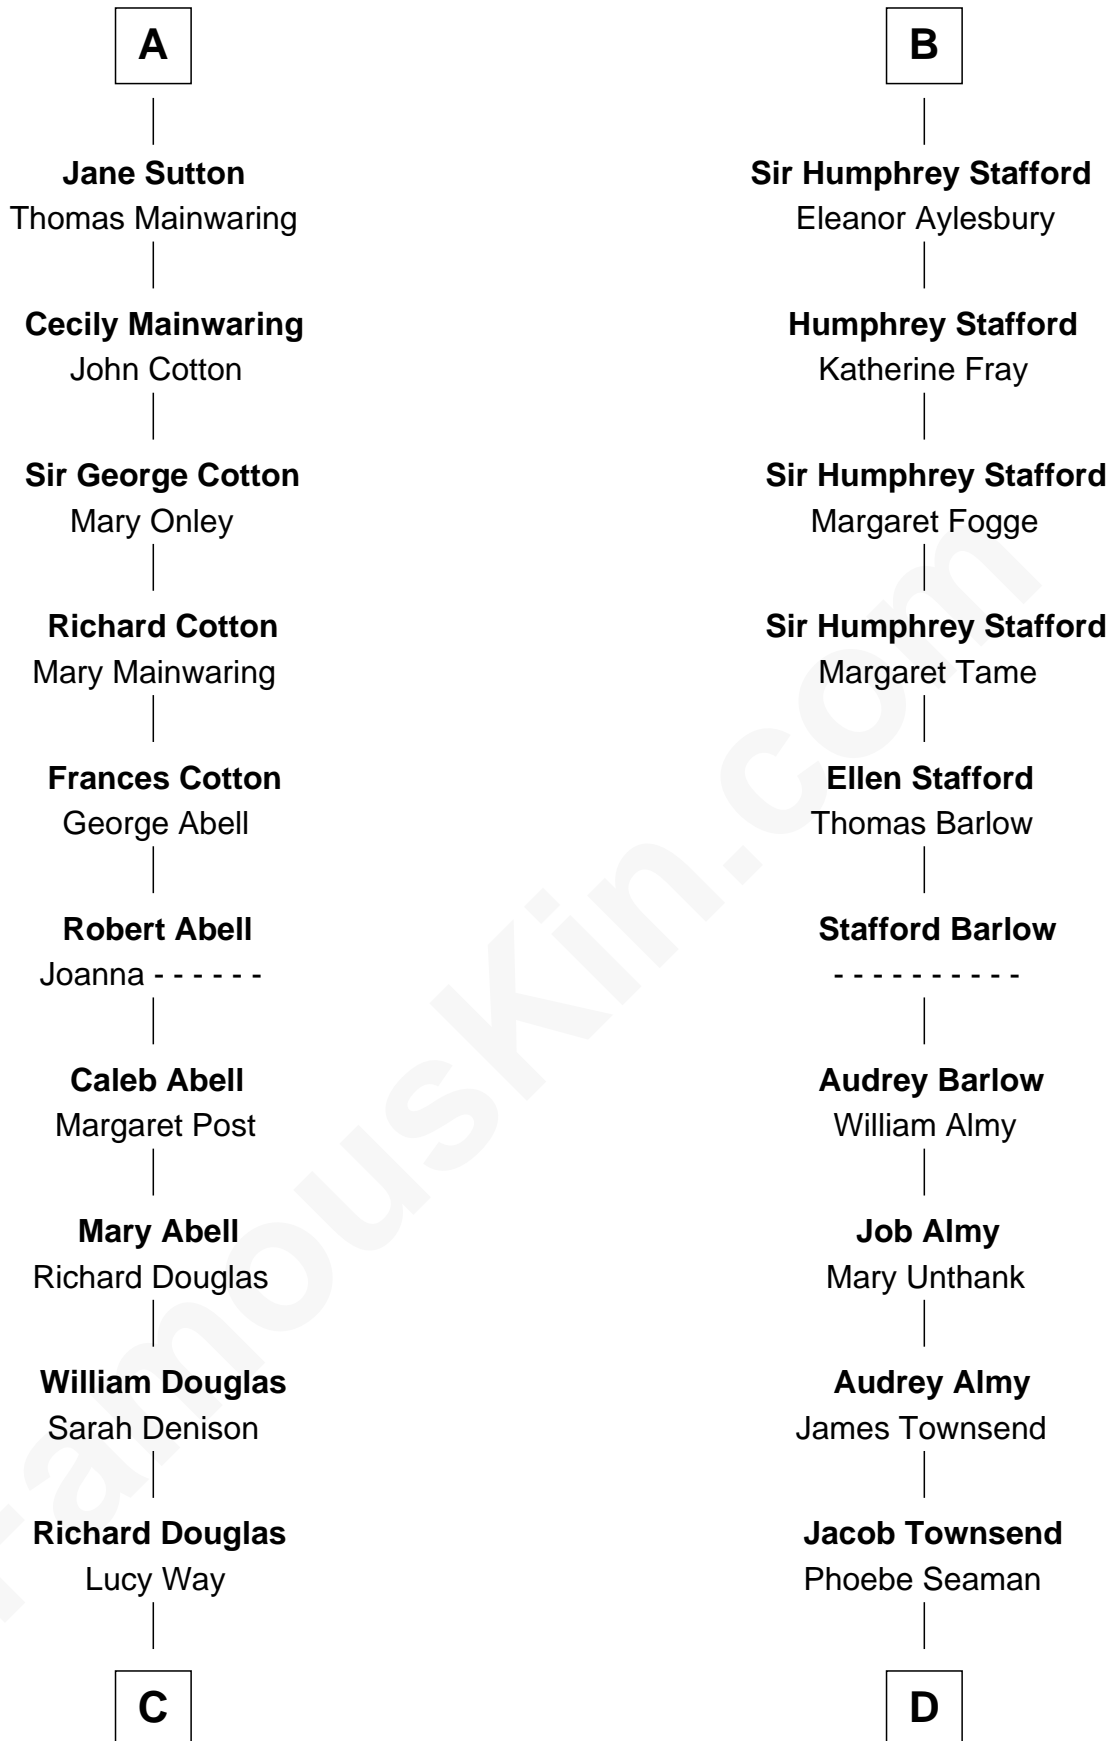 A
Jane Sutton
Thomas Mainwaring
Cecily Mainwaring
John Cotton
Sir George Cotton
Mary Onley
Richard Cotton
Mary Mainwaring
Frances Cotton
George Abell
Robert Abell
Joanna - - - - - -
Caleb Abell
Margaret Post
Mary Abell
Richard Douglas
William Douglas
Sarah Denison
Richard Douglas
Lucy Way
C
B
Sir Humphrey Stafford
Eleanor Aylesbury
Humphrey Stafford
Katherine Fray
Sir Humphrey Stafford
Margaret Fogge
Sir Humphrey Stafford
Margaret Tame
Ellen Stafford
Thomas Barlow
Stafford Barlow
- - - - - - - - - -
Audrey Barlow
William Almy
Job Almy
Mary Unthank
Audrey Almy
James Townsend
Jacob Townsend
Phoebe Seaman
D
FamousKin.com